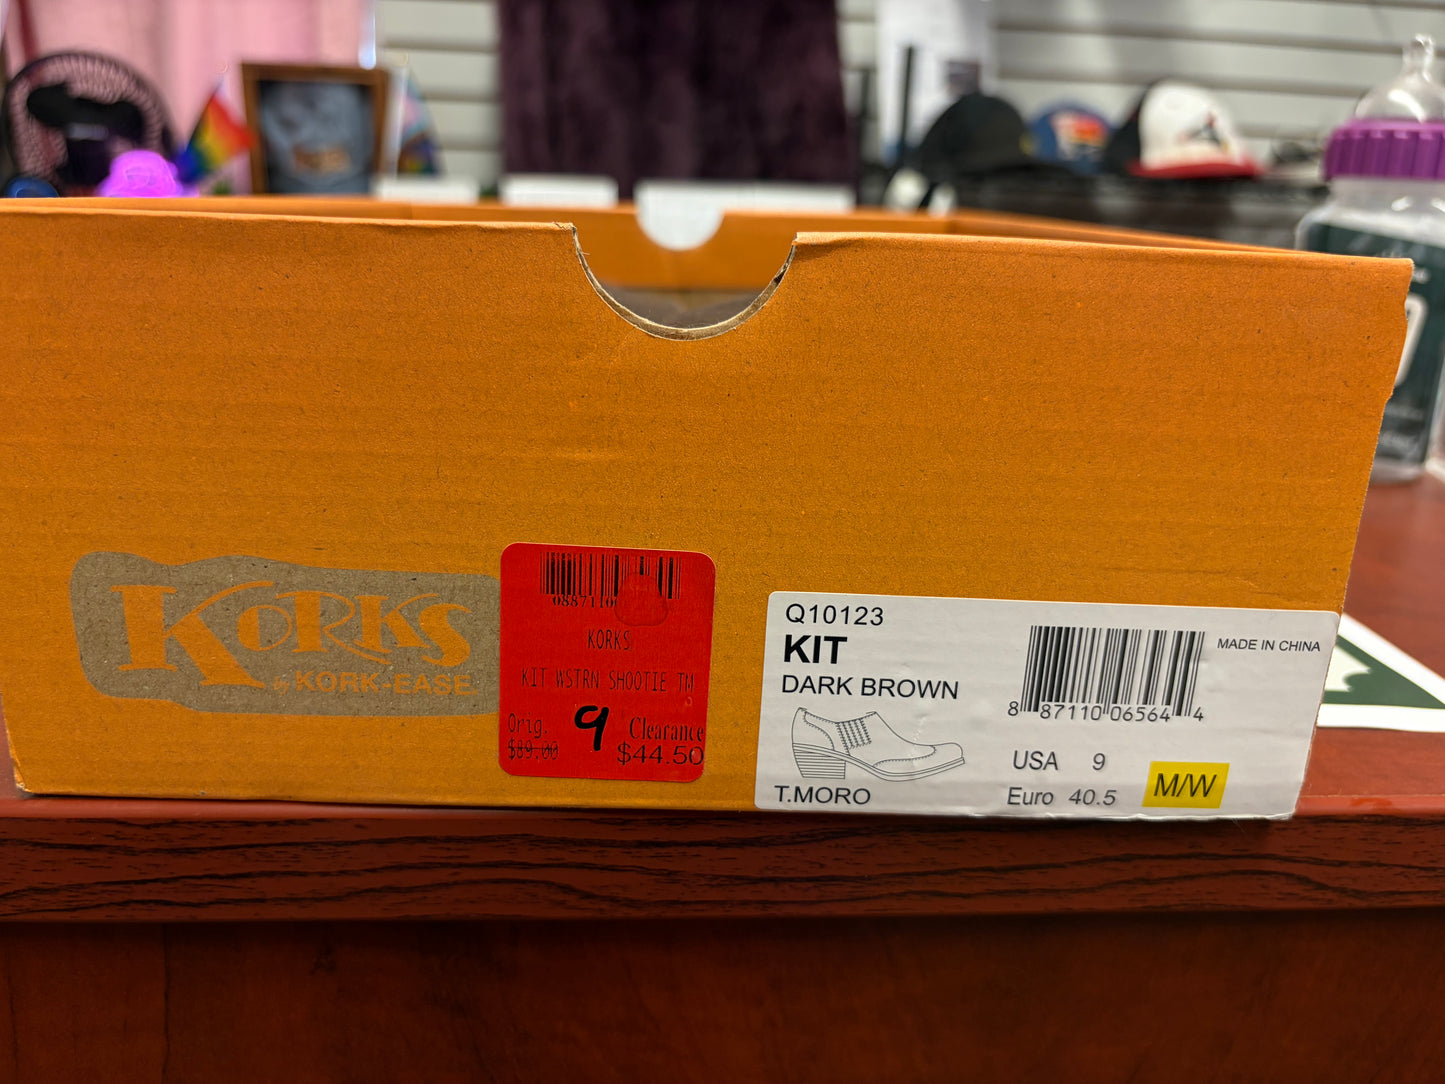 KORKS
by KORK-EASE
0887110
KORKS
KIT WSTRN SHOOTIE TM
Orig. 9 Clearance
$89.00 $44.50
Q10123
KIT
DARK BROWN
T.MORO
MADE IN CHINA
8 87110 06564 4
USA 9
Euro 40.5
M/W